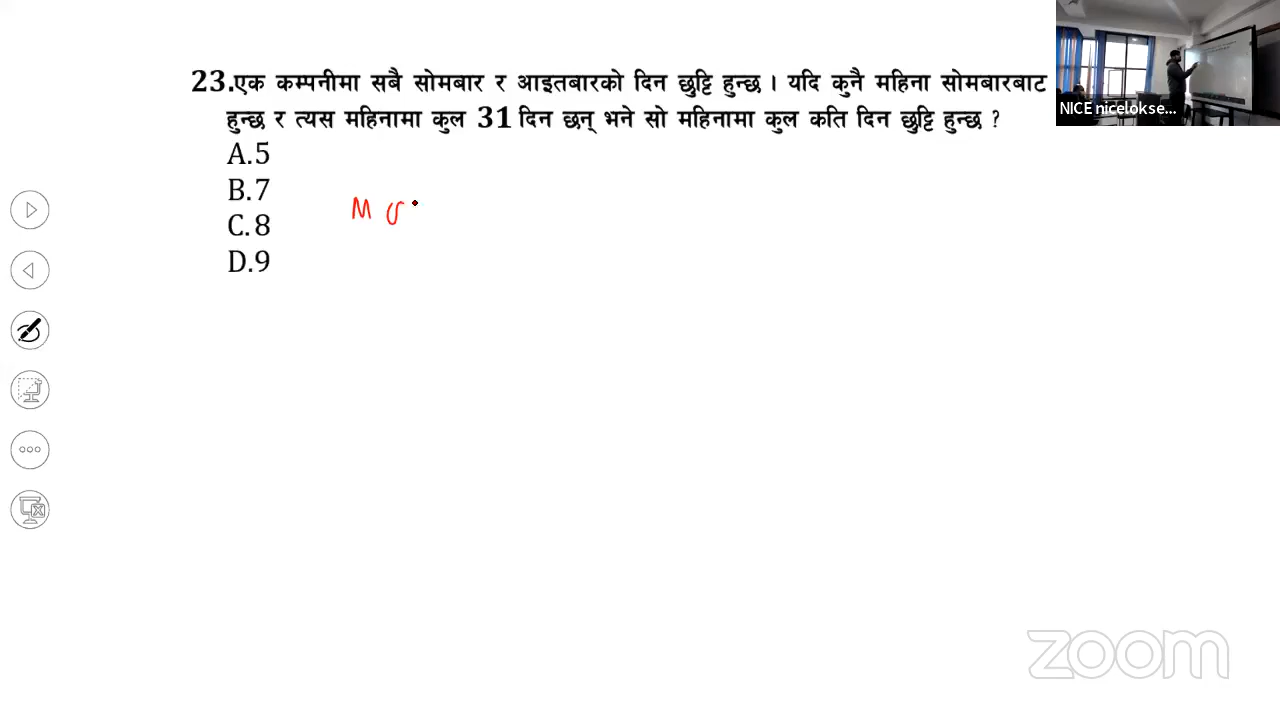 23.एक कम्पनीमा सबै सोमबार र आइतबारको दिन छुट्टि हुन्छ । यदि कुनै महिना सोमबारबाट
हुन्छ र त्यस महिनामा कुल 31 दिन छन् भने सो महिनामा कुल कति दिन छुट्टि हुन्छ ?
A.5
B.7
C.8
D.9
M
NICE nicelokse...
zoom